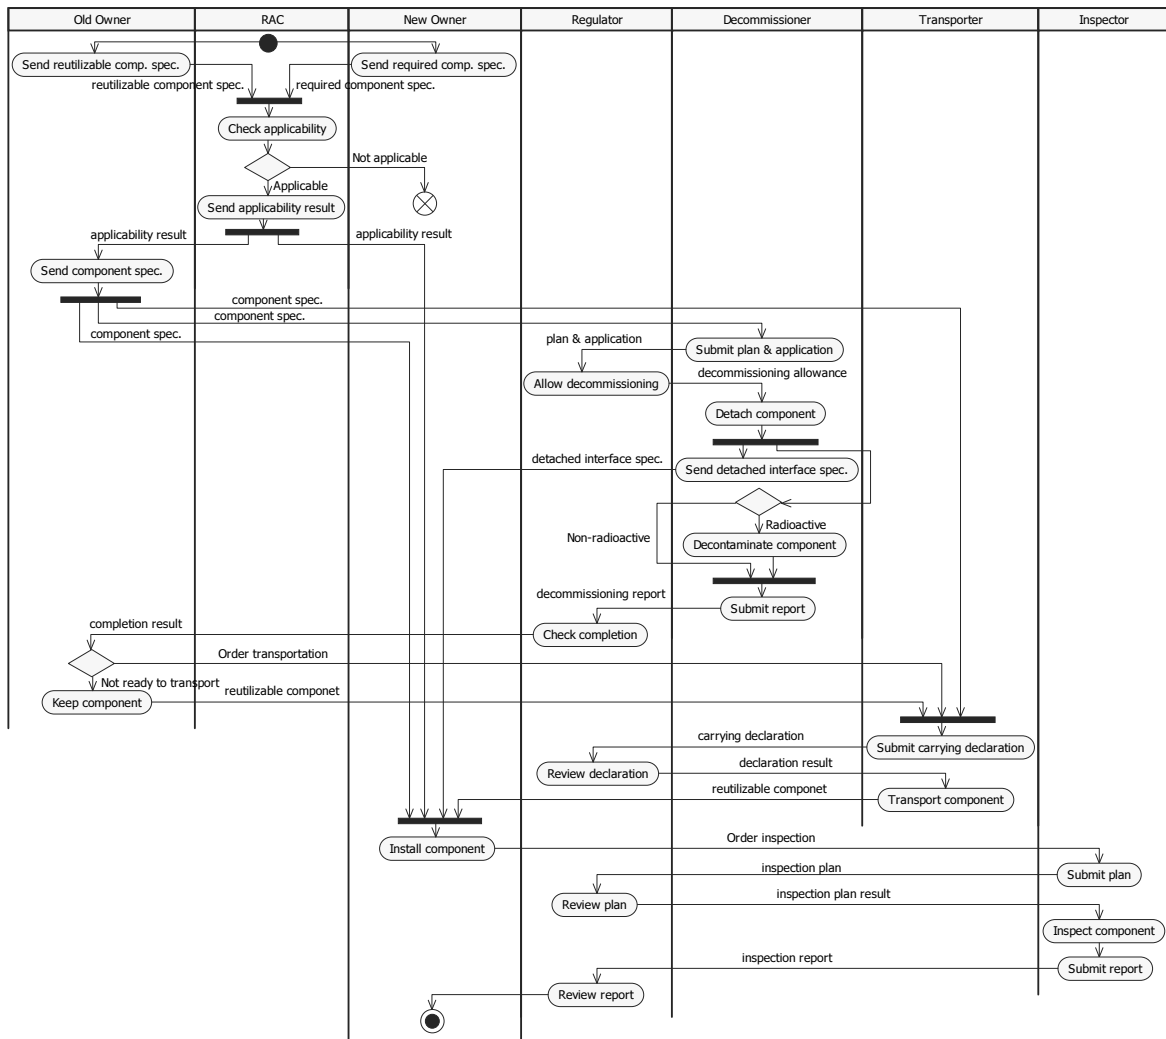 Old Owner
RAC
New Owner
Regulator
Decommissioner
Transporter
Inspector
Send reutilizable comp. spec.
Send required comp. spec.
reutilizable component spec.
required component spec.
Check applicability
Not applicable
Applicable
Send applicability result
applicability result
applicability result
Send component spec.
component spec.
component spec.
component spec.
plan & application
Submit plan & application
decommissioning allowance
Allow decommissioning
Detach component
detached interface spec.
Send detached interface spec.
Radioactive
Non-radioactive
Decontaminate component
decommissioning report
Submit report
completion result
Check completion
Order transportation
Not ready to transport
reutilizable componet
Keep component
carrying declaration
Submit carrying declaration
declaration result
Review declaration
reutilizable componet
Transport component
Order inspection
Install component
inspection plan
Submit plan
inspection plan result
Review plan
Inspect component
inspection report
Submit report
Review report